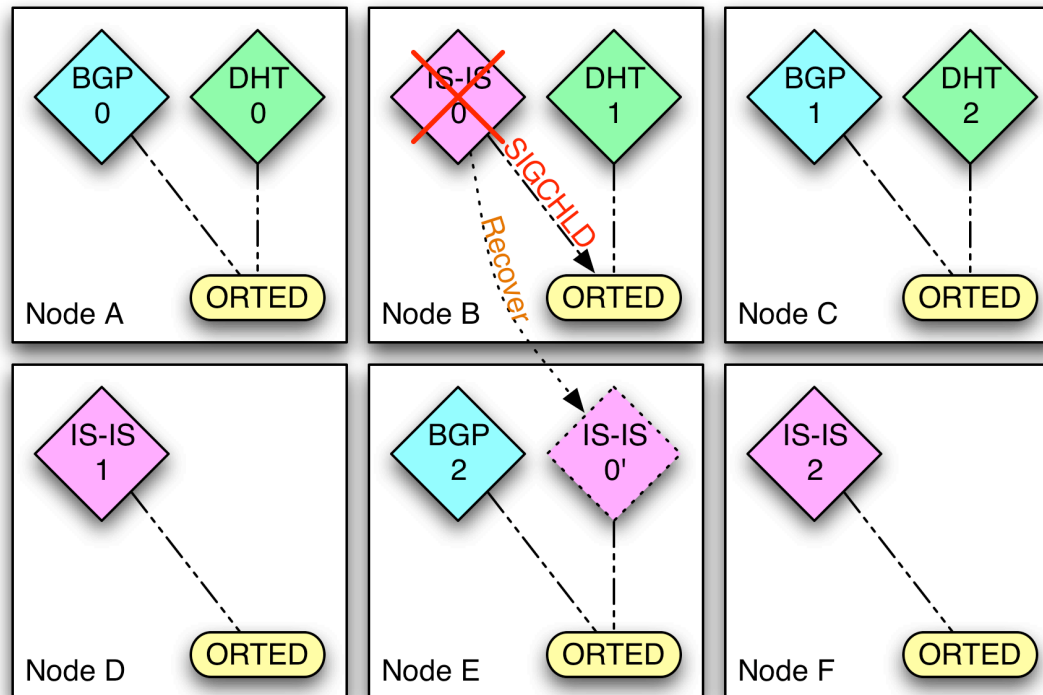 BGP
0
DHT
0
ORTED
Node A
IS-IS
0
DHT
1
SIGCHLD
Recover
ORTED
Node B
BGP
1
DHT
2
ORTED
Node C
IS-IS
1
ORTED
Node D
BGP
2
IS-IS
0'
ORTED
Node E
IS-IS
2
ORTED
Node F